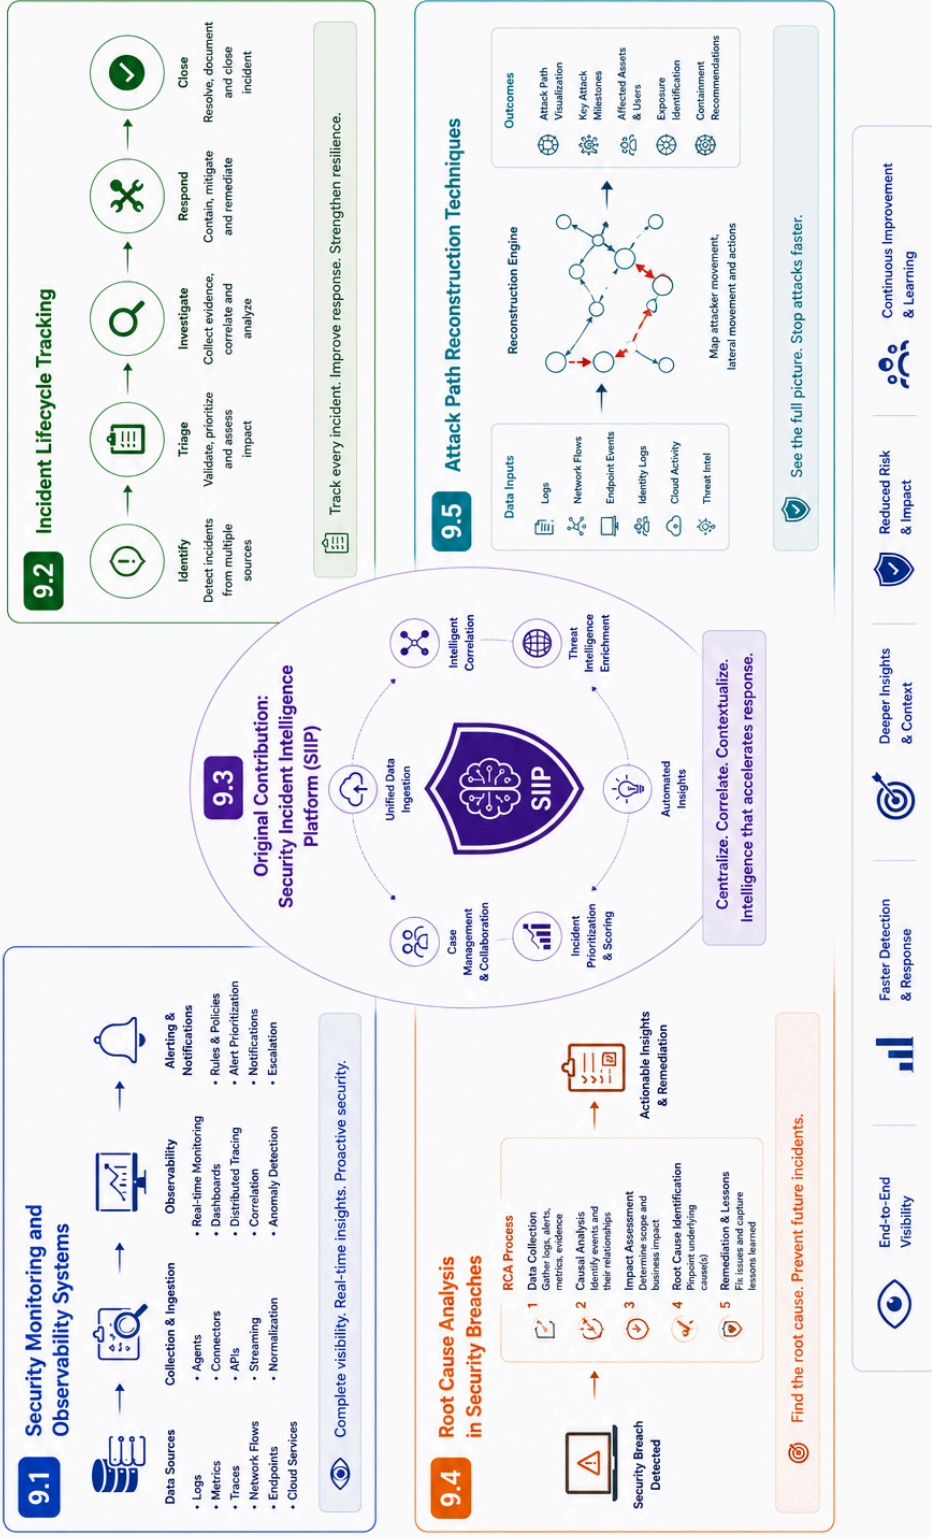 9.1
Security Monitoring and
Observability Systems
Data Sources
• Logs
• Metrics
• Traces
• Network Flows
• Endpoints
• Cloud Services
Collection & Ingestion
• Agents
• Connectors
• APIs
• Streaming
• Normalization
Observability
• Real-time Monitoring
• Dashboards
• Distributed Tracing
• Correlation
• Anomaly Detection
Alerting &
Notifications
• Rules & Policies
• Alert Prioritization
• Notifications
• Escalation
Complete visibility. Real-time insights. Proactive security.
9.2
Incident Lifecycle Tracking
Identify
Detect incidents
from multiple
sources
Triage
Validate, prioritize
and assess
impact
Investigate
Collect evidence,
correlate and
analyze
Respond
Contain, mitigate
and remediate
Close
Resolve, document
and close
incident
Track every incident. Improve response. Strengthen resilience.
9.3
Original Contribution:
Security Incident Intelligence
Platform (SIIP)
Unified Data
Ingestion
Intelligent
Correlation
Threat
Intelligence
Enrichment
Automated
Insights
Incident
Prioritization
& Scoring
Case
Management
& Collaboration
SIIP
Centralize. Correlate. Contextualize.
Intelligence that accelerates response.
9.4
Root Cause Analysis
in Security Breaches
Security Breach
Detected
RCA Process
1 Data Collection
Gather logs, alerts,
metrics, evidence
2 Causal Analysis
Identify events and
their relationships
3 Impact Assessment
Determine scope and
business impact
4 Root Cause Identification
Pinpoint underlying
cause(s)
5 Remediation & Lessons
Fix issues and capture
lessons learned
Actionable Insights
& Remediation
Find the root cause. Prevent future incidents.
9.5
Attack Path Reconstruction Techniques
Data Inputs
Logs
Network Flows
Endpoint Events
Identity Logs
Cloud Activity
Threat Intel
Reconstruction Engine
Map attacker movement,
lateral movement and actions
Outcomes
Attack Path
Visualization
Key Attack
Milestones
Affected Assets
& Users
Exposure
Identification
Containment
Recommendations
See the full picture. Stop attacks faster.
End-to-End
Visibility
Faster Detection
& Response
Deeper Insights
& Context
Reduced Risk
& Impact
Continuous Improvement
& Learning